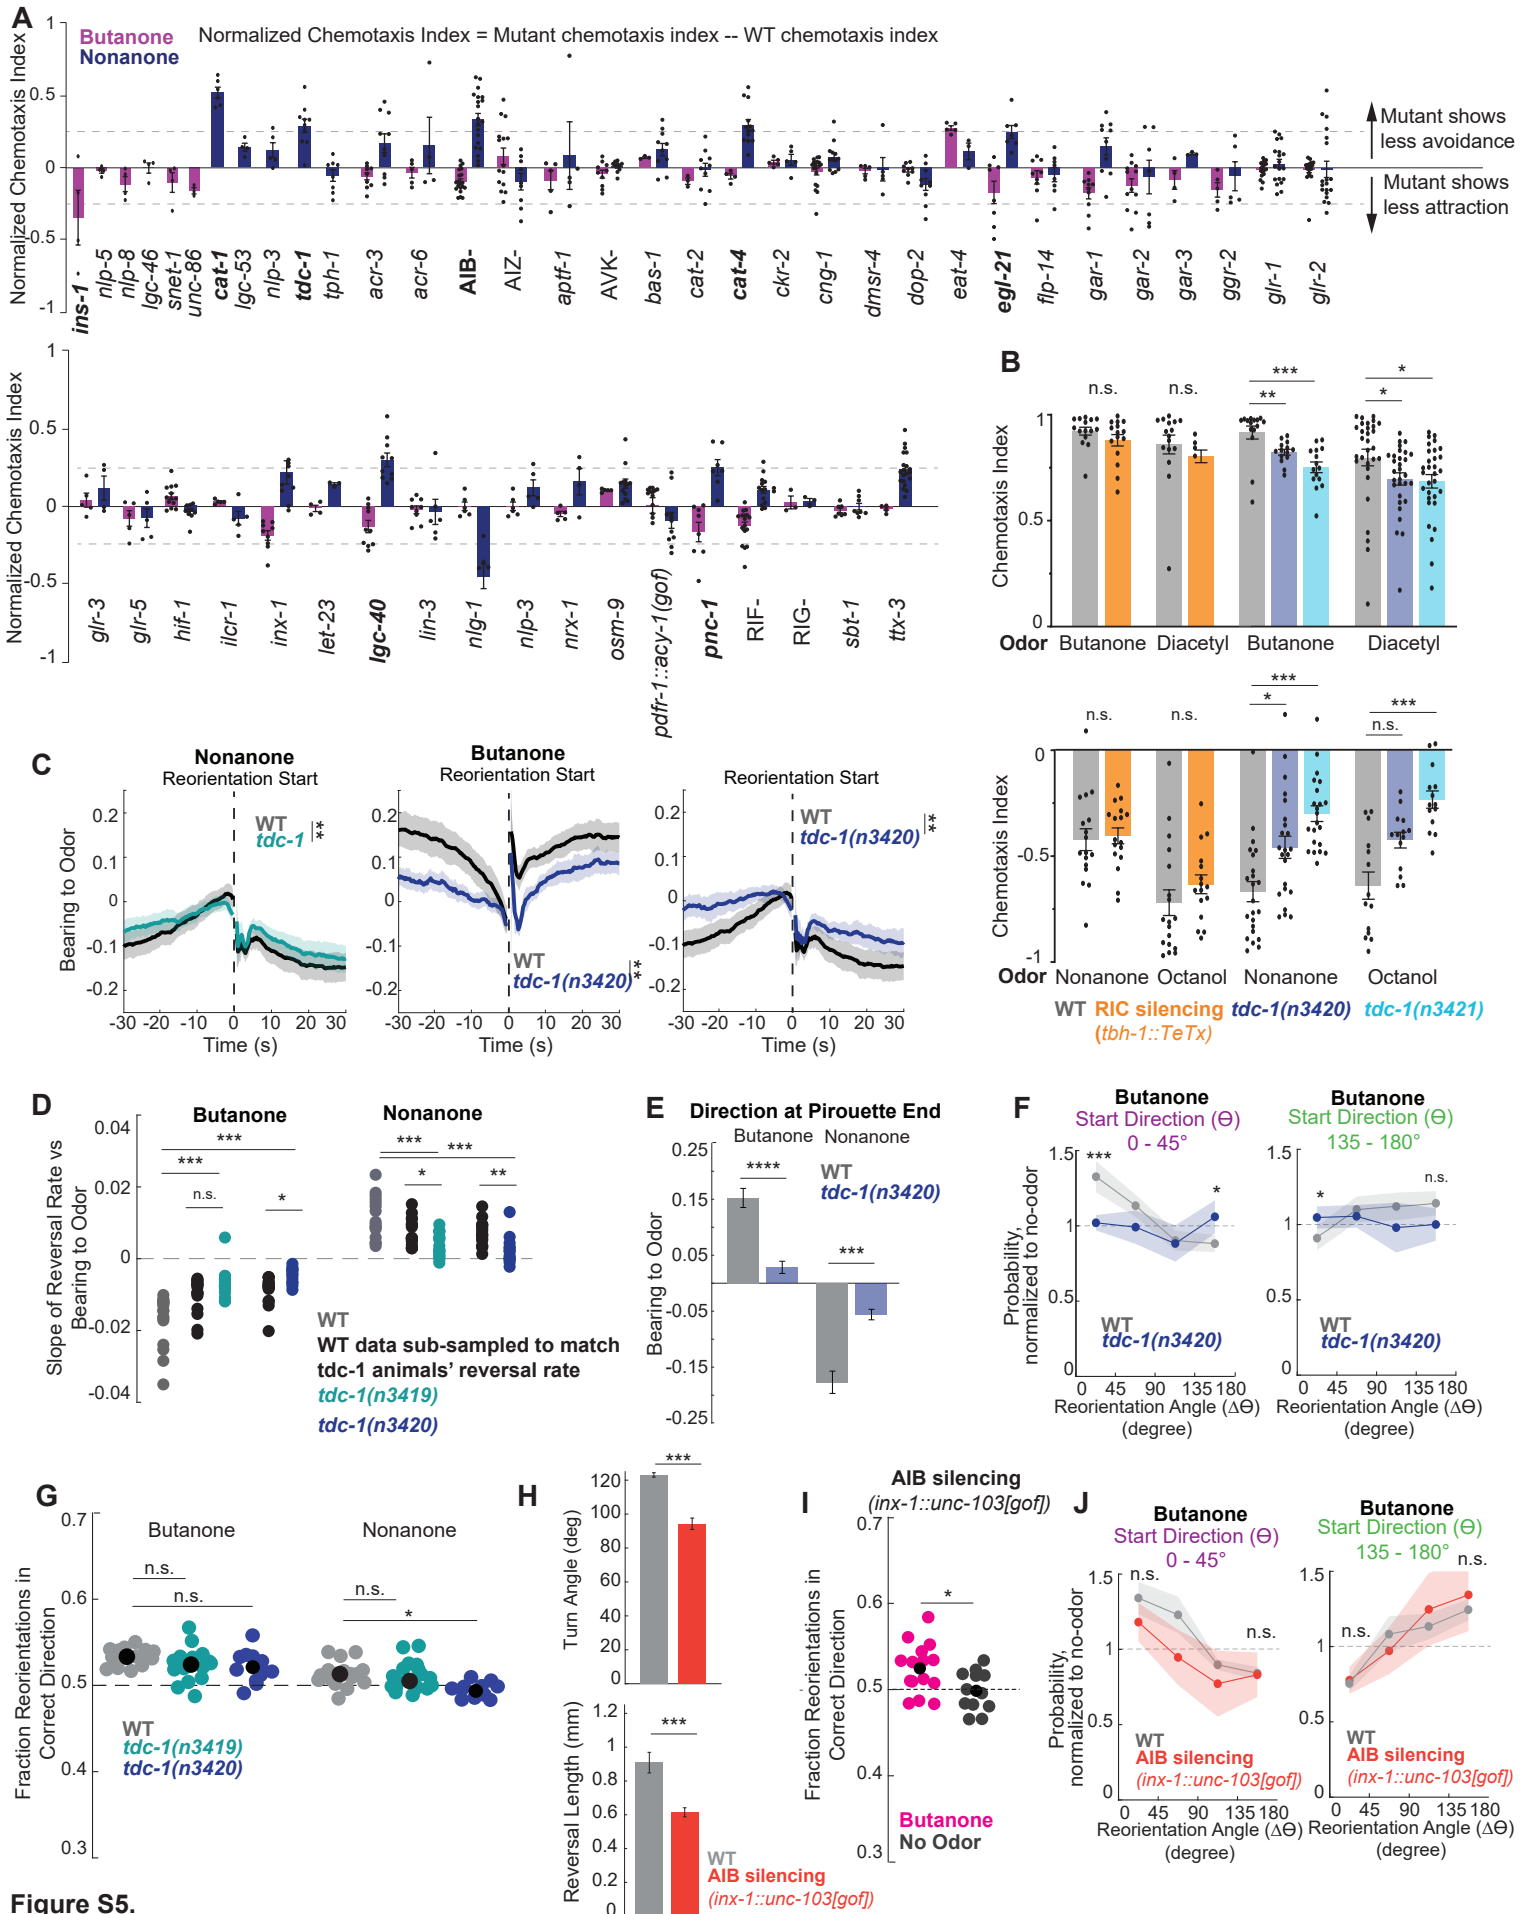 A
Butanone
Nonanone
Normalized Chemotaxis Index = Mutant chemotaxis index -- WT chemotaxis index
Normalized Chemotaxis Index
1
0.5
0
-0.5
-1
Mutant shows
less avoidance
Mutant shows
less attraction
ins-1
nlp-5
nlp-8
lgc-46
snet-1
unc-86
cat-1
lgc-53
nlp-3
tdc-1
tph-1
acr-3
acr-6
AIB-
AIZ-
aptf-1
AVK-
bas-1
cat-2
cat-4
ckr-2
cng-1
dmsr-4
dop-2
eat-4
egl-21
flp-14
gar-1
gar-2
gar-3
ggr-2
glr-1
glr-2
Normalized Chemotaxis Index
1
0.5
0
-0.5
-1
glr-3
glr-5
hif-1
ilcr-1
inx-1
let-23
lgc-40
lin-3
nlg-1
nlp-3
nrx-1
osm-9
pdfr-1::acy-1(gof)
pnc-1
RIF-
RIG-
sbt-1
ttx-3
B
n.s.
n.s.
***
**
*
*
Chemotaxis Index
1
0.5
0
Odor Butanone Diacetyl Butanone Diacetyl
n.s.
n.s.
***
*
***
n.s.
Chemotaxis Index
0
-0.5
-1
Odor Nonanone Octanol Nonanone Octanol
WT RIC silencing tdc-1(n3420) tdc-1(n3421)
(tbh-1::TeTx)
C
Nonanone
Reorientation Start
WT
tdc-1
**
Bearing to Odor
0.2
0.1
0
-0.1
-0.2
-30 -25 0 10 20 30
Time (s)
Butanone
Reorientation Start
0.2
0.1
0
-0.1
-0.2
WT
tdc-1(n3420)
**
-30 -20 -10 0 10 20 30
Time (s)
Reorientation Start
WT
tdc-1(n3420)
**
0.2
0.1
0
-0.1
-0.2
-30 -20 -10 0 10 20 30
Time (s)
D
Butanone
Nonanone
Slope of Reversal Rate vs
Bearing to Odor
0.04
0.02
0
-0.02
-0.04
***
***
n.s.
*
***
***
*
**
WT
WT data sub-sampled to match
tdc-1 animals' reversal rate
tdc-1(n3419)
tdc-1(n3420)
E
Direction at Pirouette End
Butanone Nonanone
Bearing to Odor
0.25
0.15
0.05
-0.05
-0.15
-0.25
****
***
WT
tdc-1(n3420)
F
Butanone
Start Direction (Θ)
0 - 45°
Probability,
normalized to no-odor
1.5
1
0.5
0
***
*
WT
tdc-1(n3420)
45 90 135 180
Reorientation Angle (ΔΘ)
(degree)
Butanone
Start Direction (Θ)
135 - 180°
1.5
1
0.5
0
*
n.s.
WT
tdc-1(n3420)
45 90 135 180
Reorientation Angle (ΔΘ)
(degree)
G
Butanone
Nonanone
Fraction Reorientations in
Correct Direction
0.7
0.6
0.5
0.4
0.3
n.s.
n.s.
n.s.
*
WT
tdc-1(n3419)
tdc-1(n3420)
H
***
Turn Angle (deg)
120
100
80
60
40
20
0
***
Reversal Length (mm)
1.2
1
0.8
0.6
0.4
0.2
0
WT
AIB silencing
(inx-1::unc-103[gof])
I
AIB silencing
(inx-1::unc-103[gof])
Fraction Reorientations in
Correct Direction
0.7
0.6
0.5
0.4
0.3
*
Butanone
No Odor
J
Butanone
Start Direction (Θ)
0 - 45°
Probability,
normalized to no-odor
1.5
1
0.5
0
n.s.
n.s.
WT
AIB silencing
(inx-1::unc-103[gof])
0 45 90 135 180
Reorientation Angle (ΔΘ)
(degree)
Butanone
Start Direction (Θ)
135 - 180°
1.5
1
0.5
0
n.s.
n.s.
WT
AIB silencing
(inx-1::unc-103[gof])
0 45 90 135 180
Reorientation Angle (ΔΘ)
(degree)
Figure S5.